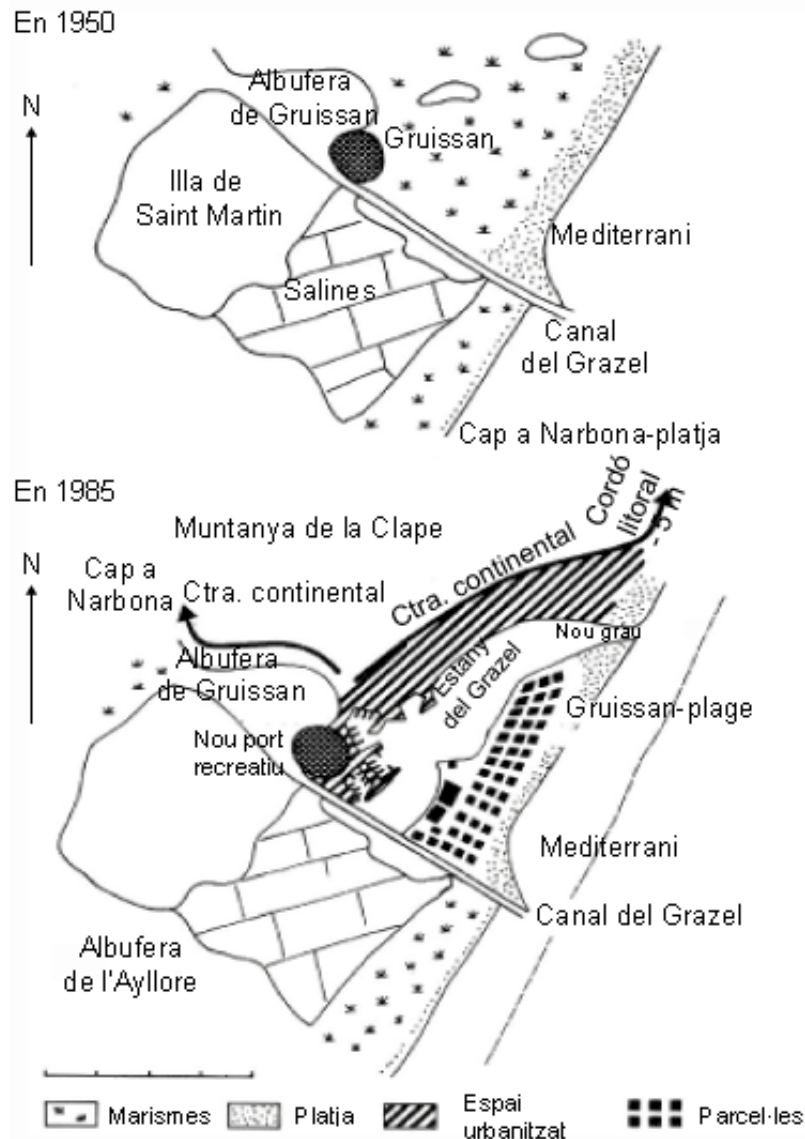 En 1950
Albufera
de Gruissan
Gruissan
N
Illa de
Saint Martin
Mediterrani
Salines
Canal
del Grazel
Cap a Narbona-platja
En 1985
Cordó
litoral
- 5 m
Muntanya de la Clape
N
Cap a
Narbona
Ctra. continental
Ctra. continental
Nou grau
Albufera
de Gruissan
Estany
del Grazel
Gruissan-plage
Nou port
recreatiu
Mediterrani
Canal del Grazel
Albufera
de l'Ayllore
Marismes
Platja
Espai
urbanitzat
Parcel·les